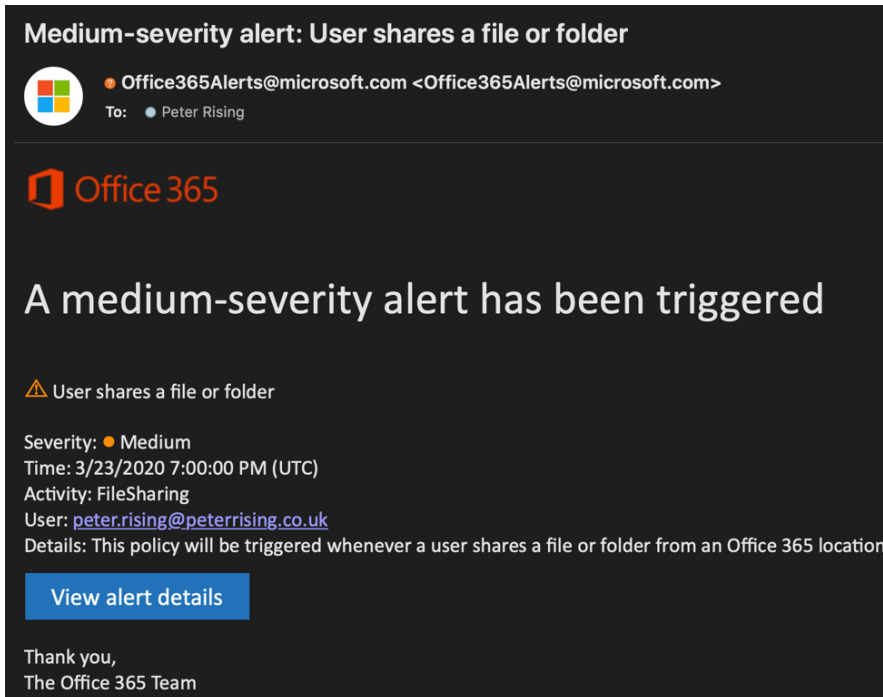 Medium-severity alert: User shares a file or folder
Office365Alerts@microsoft.com <Office365Alerts@microsoft.com>
To: Peter Rising
Office 365
A medium-severity alert has been triggered
⚠ User shares a file or folder
Severity: ● Medium
Time: 3/23/2020 7:00:00 PM (UTC)
Activity: FileSharing
User: peter.rising@peterrising.co.uk
Details: This policy will be triggered whenever a user shares a file or folder from an Office 365 location
View alert details
Thank you,
The Office 365 Team